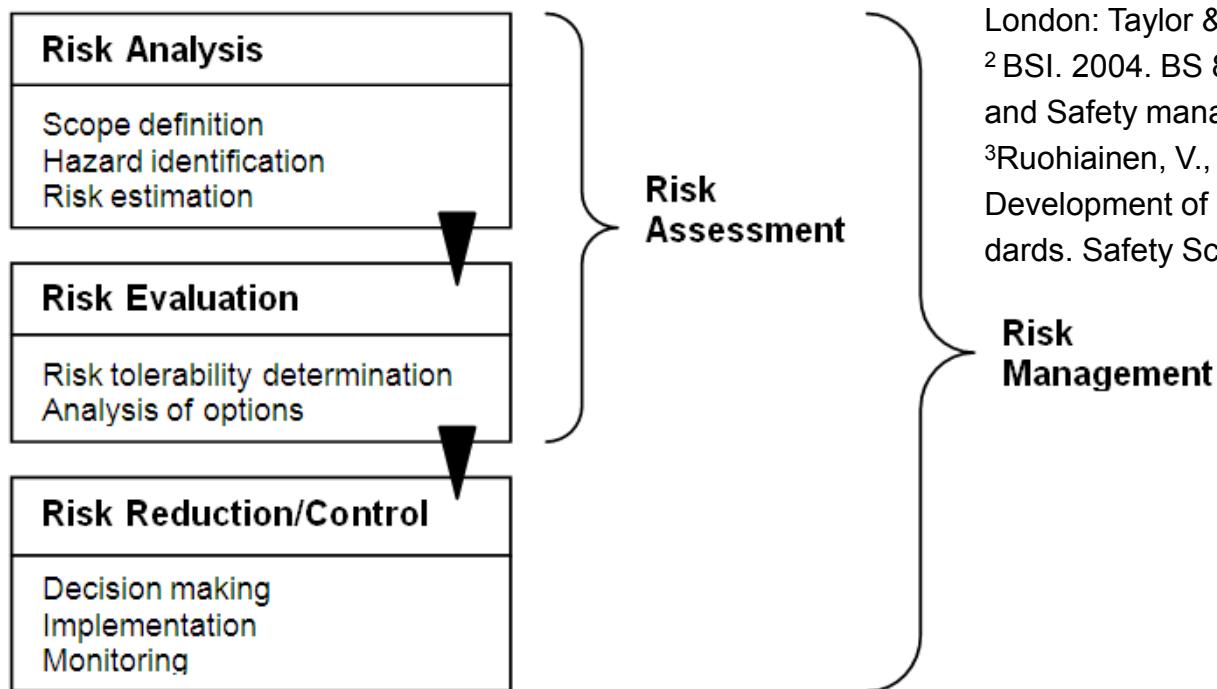 Risk Analysis
Scope definition
Hazard identification
Risk estimation
Risk Evaluation
Risk tolerability determination
Analysis of options
Risk Reduction/Control
Decision making
Implementation
Monitoring
Risk
Assessment
Risk
Management
London: Taylor &
² BSI. 2004. BS
and Safety mana
³Ruohiainen, V.,
Development of
dards. Safety Sc